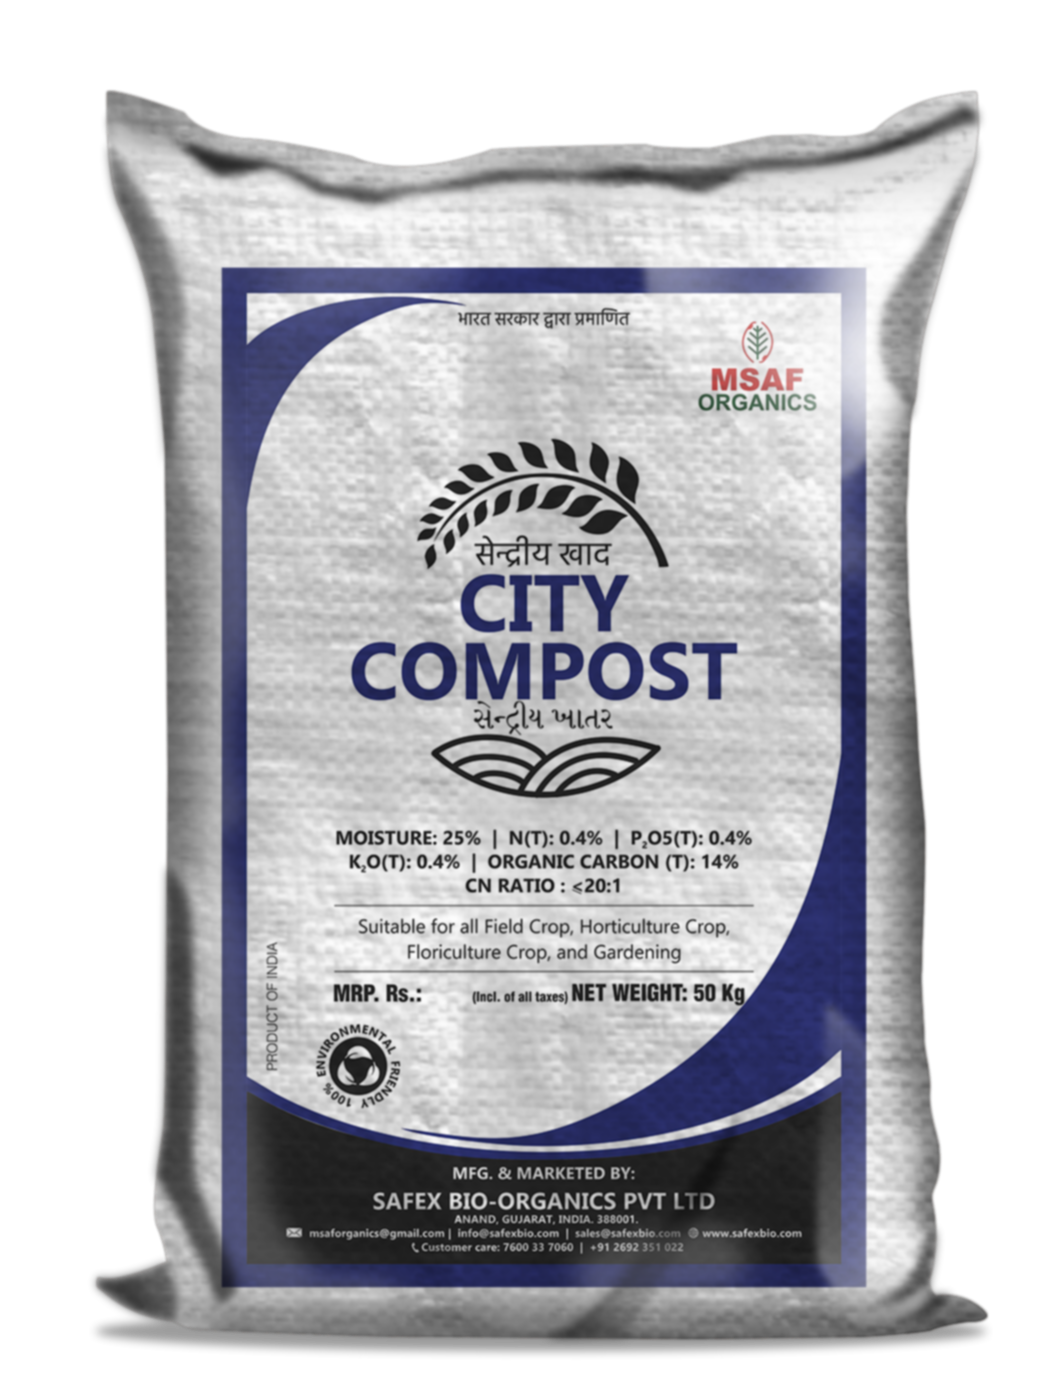 भारत सरकार द्वारा प्रमाणित
MSAF
ORGANICS
सेन्द्रीय खाद
CITY
COMPOST
સેન્દ્રીય ખાતર
MOISTURE: 25% | N(T): 0.4% | P₂O5(T): 0.4%
K₂O(T): 0.4% | ORGANIC CARBON (T): 14%
CN RATIO : ⩽20:1
Suitable for all Field Crop, Horticulture Crop,
Floriculture Crop, and Gardening
MRP. Rs.: (Incl. of all taxes) NET WEIGHT: 50 Kg
PRODUCT OF INDIA
100% ENVIRONMENTAL FRIENDLY
MFG. & MARKETED BY:
SAFEX BIO-ORGANICS PVT LTD
ANAND, GUJARAT, INDIA. 388001.
msaforganics@gmail.com | info@safexbio.com | sales@safexbio.com www.safexbio.com
Customer care: 7600 33 7060 | +91 2692 351 022